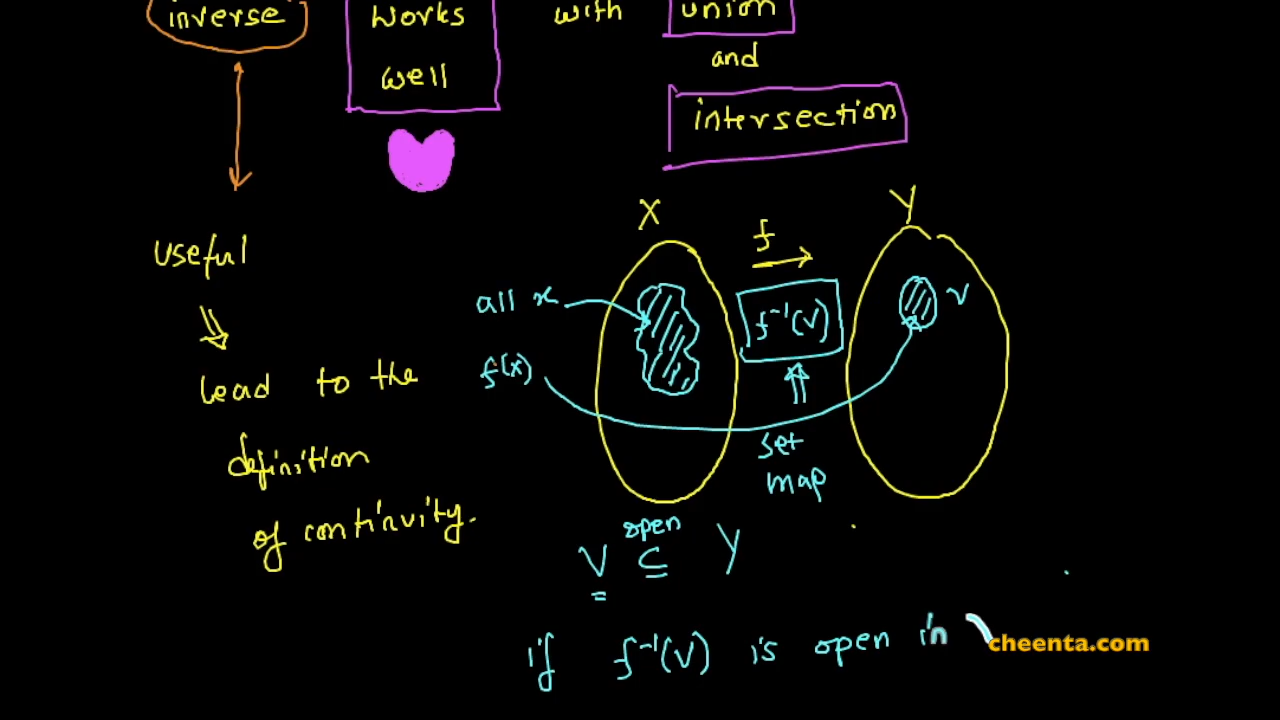 inverse works with union
well and
intersection
X Y
f
useful
all x f⁻¹(V) V
lead to the f(x)
set
definition map
of continuity.
open
V ⊆ Y
if f⁻¹(V) is open in
cheenta.com